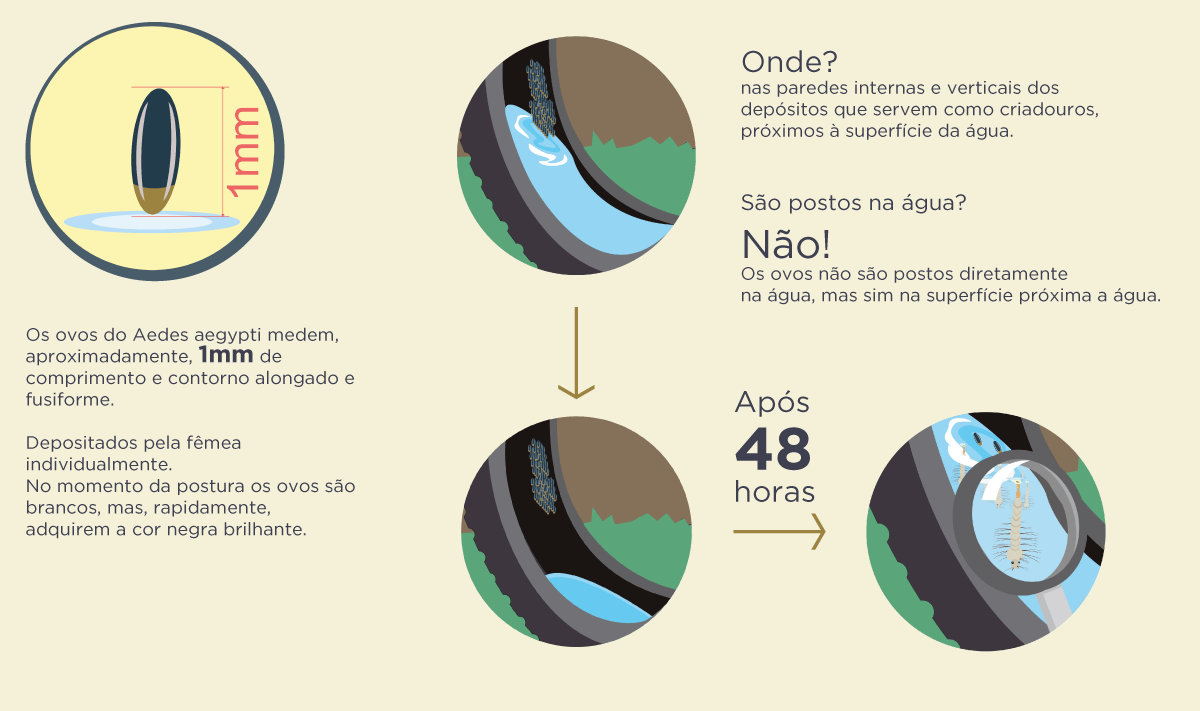 1mm
Os ovos do Aedes aegypti medem,
aproximadamente, 1mm de
comprimento e contorno alongado e
fusiforme.
Depositados pela fêmea
individualmente.
No momento da postura os ovos são
brancos, mas, rapidamente,
adquirem a cor negra brilhante.
Onde?
nas paredes internas e verticais dos
depósitos que servem como criadouros,
próximos à superfície da água.
São postos na água?
Não!
Os ovos não são postos diretamente
na água, mas sim na superfície próxima a água.
Após
48
horas